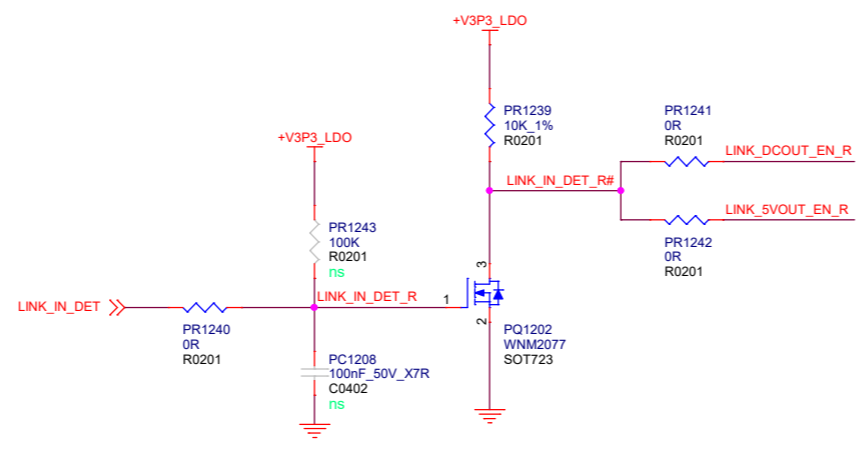 +V3P3_LDO
PR1239
10K_1%
R0201
PR1241
0R
R0201
LINK_DCOUT_EN_R
+V3P3_LDO
LINK_IN_DET_R#
LINK_5VOUT_EN_R
PR1243
100K
R0201
ns
PR1242
0R
R0201
3
LINK_IN_DET
LINK_IN_DET_R
1
2
PR1240
0R
R0201
PQ1202
WNM2077
SOT723
PC1208
100nF_50V_X7R
C0402
ns